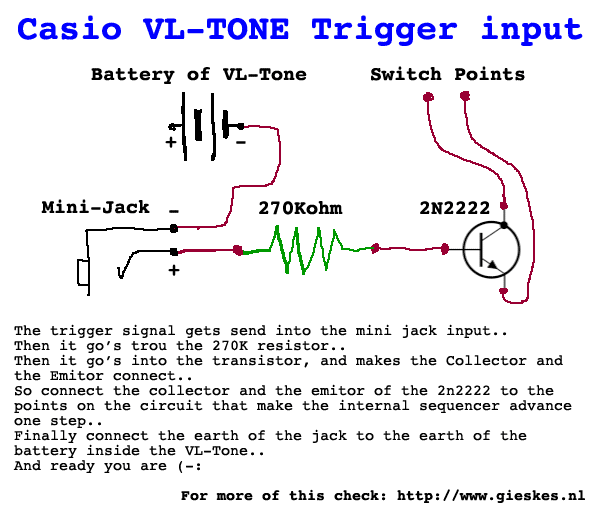 Casio VL-TONE Trigger input
Battery of VL-Tone
Switch Points
+
-
Mini-Jack
-
270Kohm
2N2222
+
The trigger signal gets send into the mini jack input..
Then it go's trou the 270K resistor..
Then it go's into the transistor, and makes the Collector and
the Emitor connect..
So connect the collector and the emitor of the 2n2222 to the
points on the circuit that make the internal sequencer advance
one step..
Finally connect the earth of the jack to the earth of the
battery inside the VL-Tone..
And ready you are (-:
For more of this check: http://www.gieskes.nl